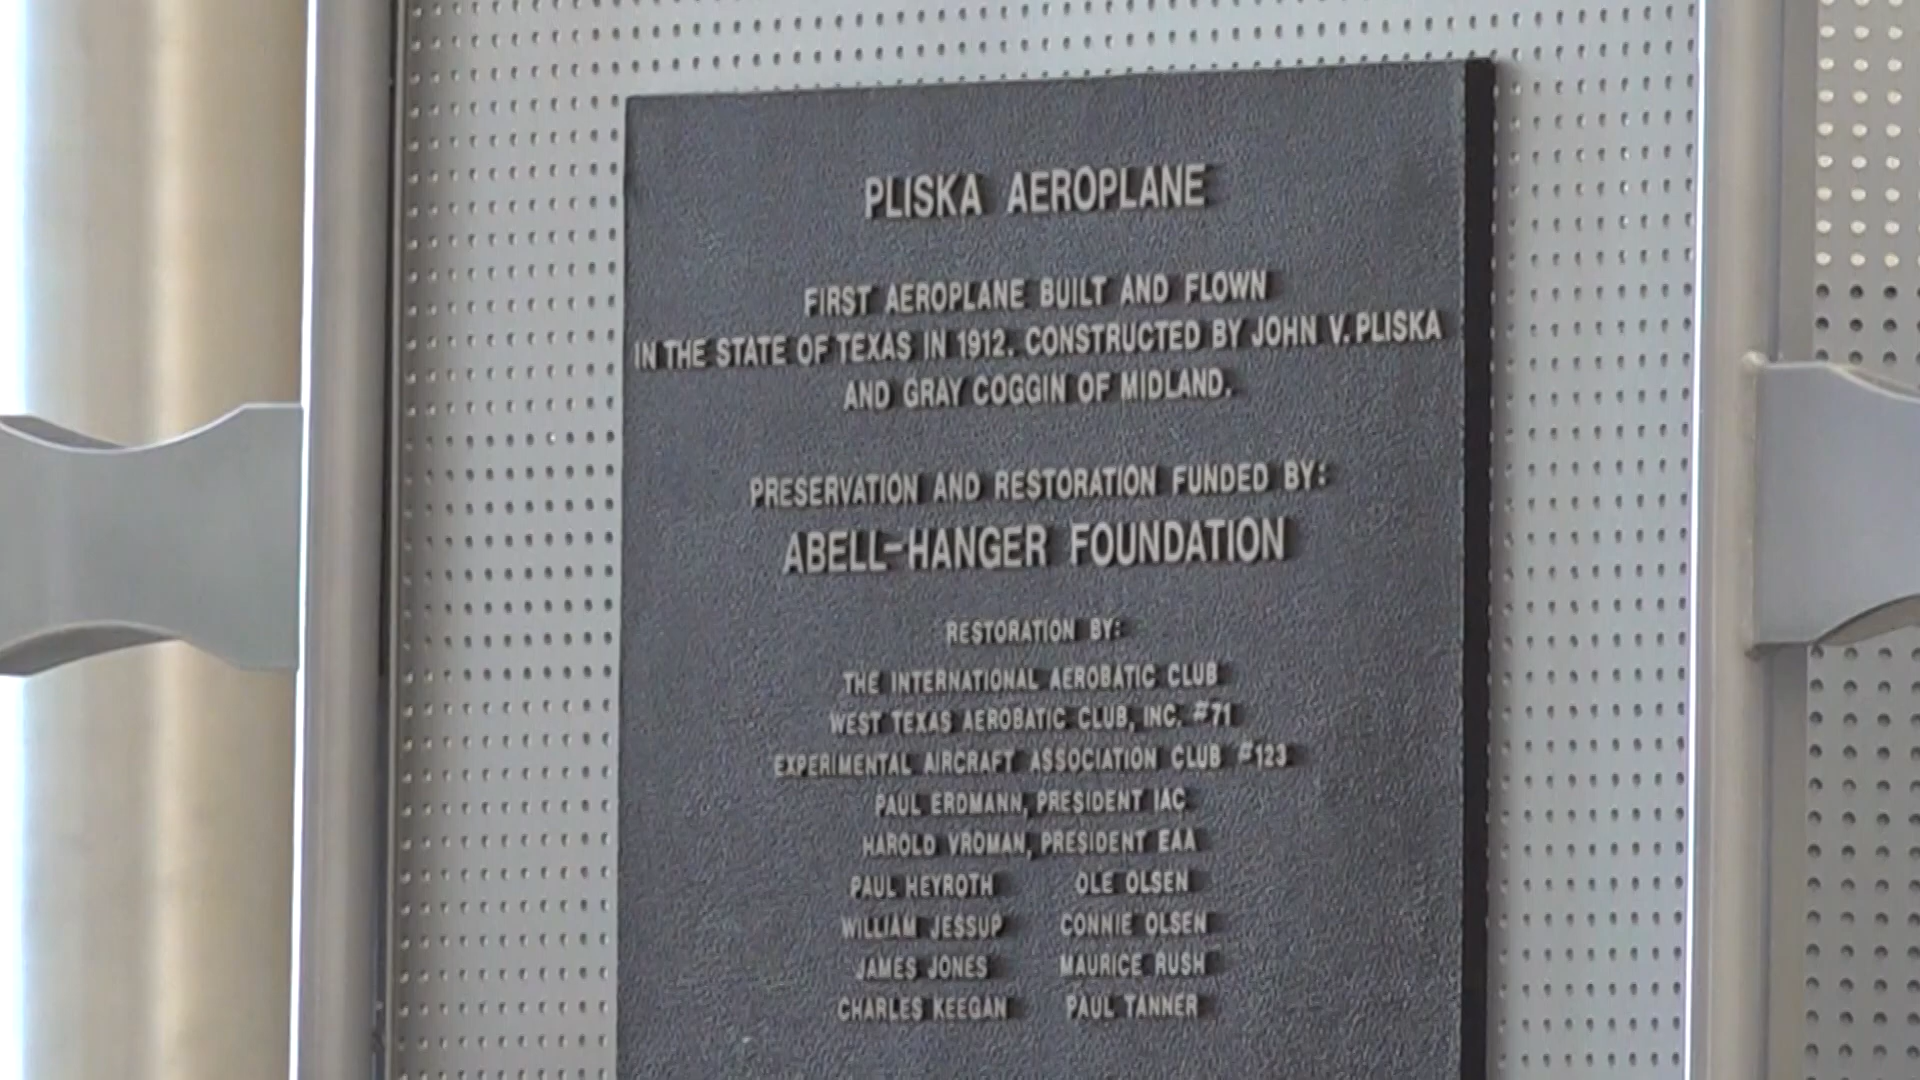 PLISKA AEROPLANE
FIRST AEROPLANE BUILT AND FLOWN
IN THE STATE OF TEXAS IN 1912. CONSTRUCTED BY JOHN V. PLISKA
AND GRAY COGGIN OF MIDLAND.
PRESERVATION AND RESTORATION FUNDED BY:
ABELL-HANGER FOUNDATION
RESTORATION BY:
THE INTERNATIONAL AEROBATIC CLUB
WEST TEXAS AEROBATIC CLUB, INC. #71
EXPERIMENTAL AIRCRAFT ASSOCIATION CLUB #123
PAUL ERDMANN, PRESIDENT IAC
HAROLD VROMAN, PRESIDENT EAA
PAUL HEYROTH OLE OLSEN
WILLIAM JESSUP CONNIE OLSEN
JAMES JONES MAURICE RUSH
CHARLES KEEGAN PAUL TANNER